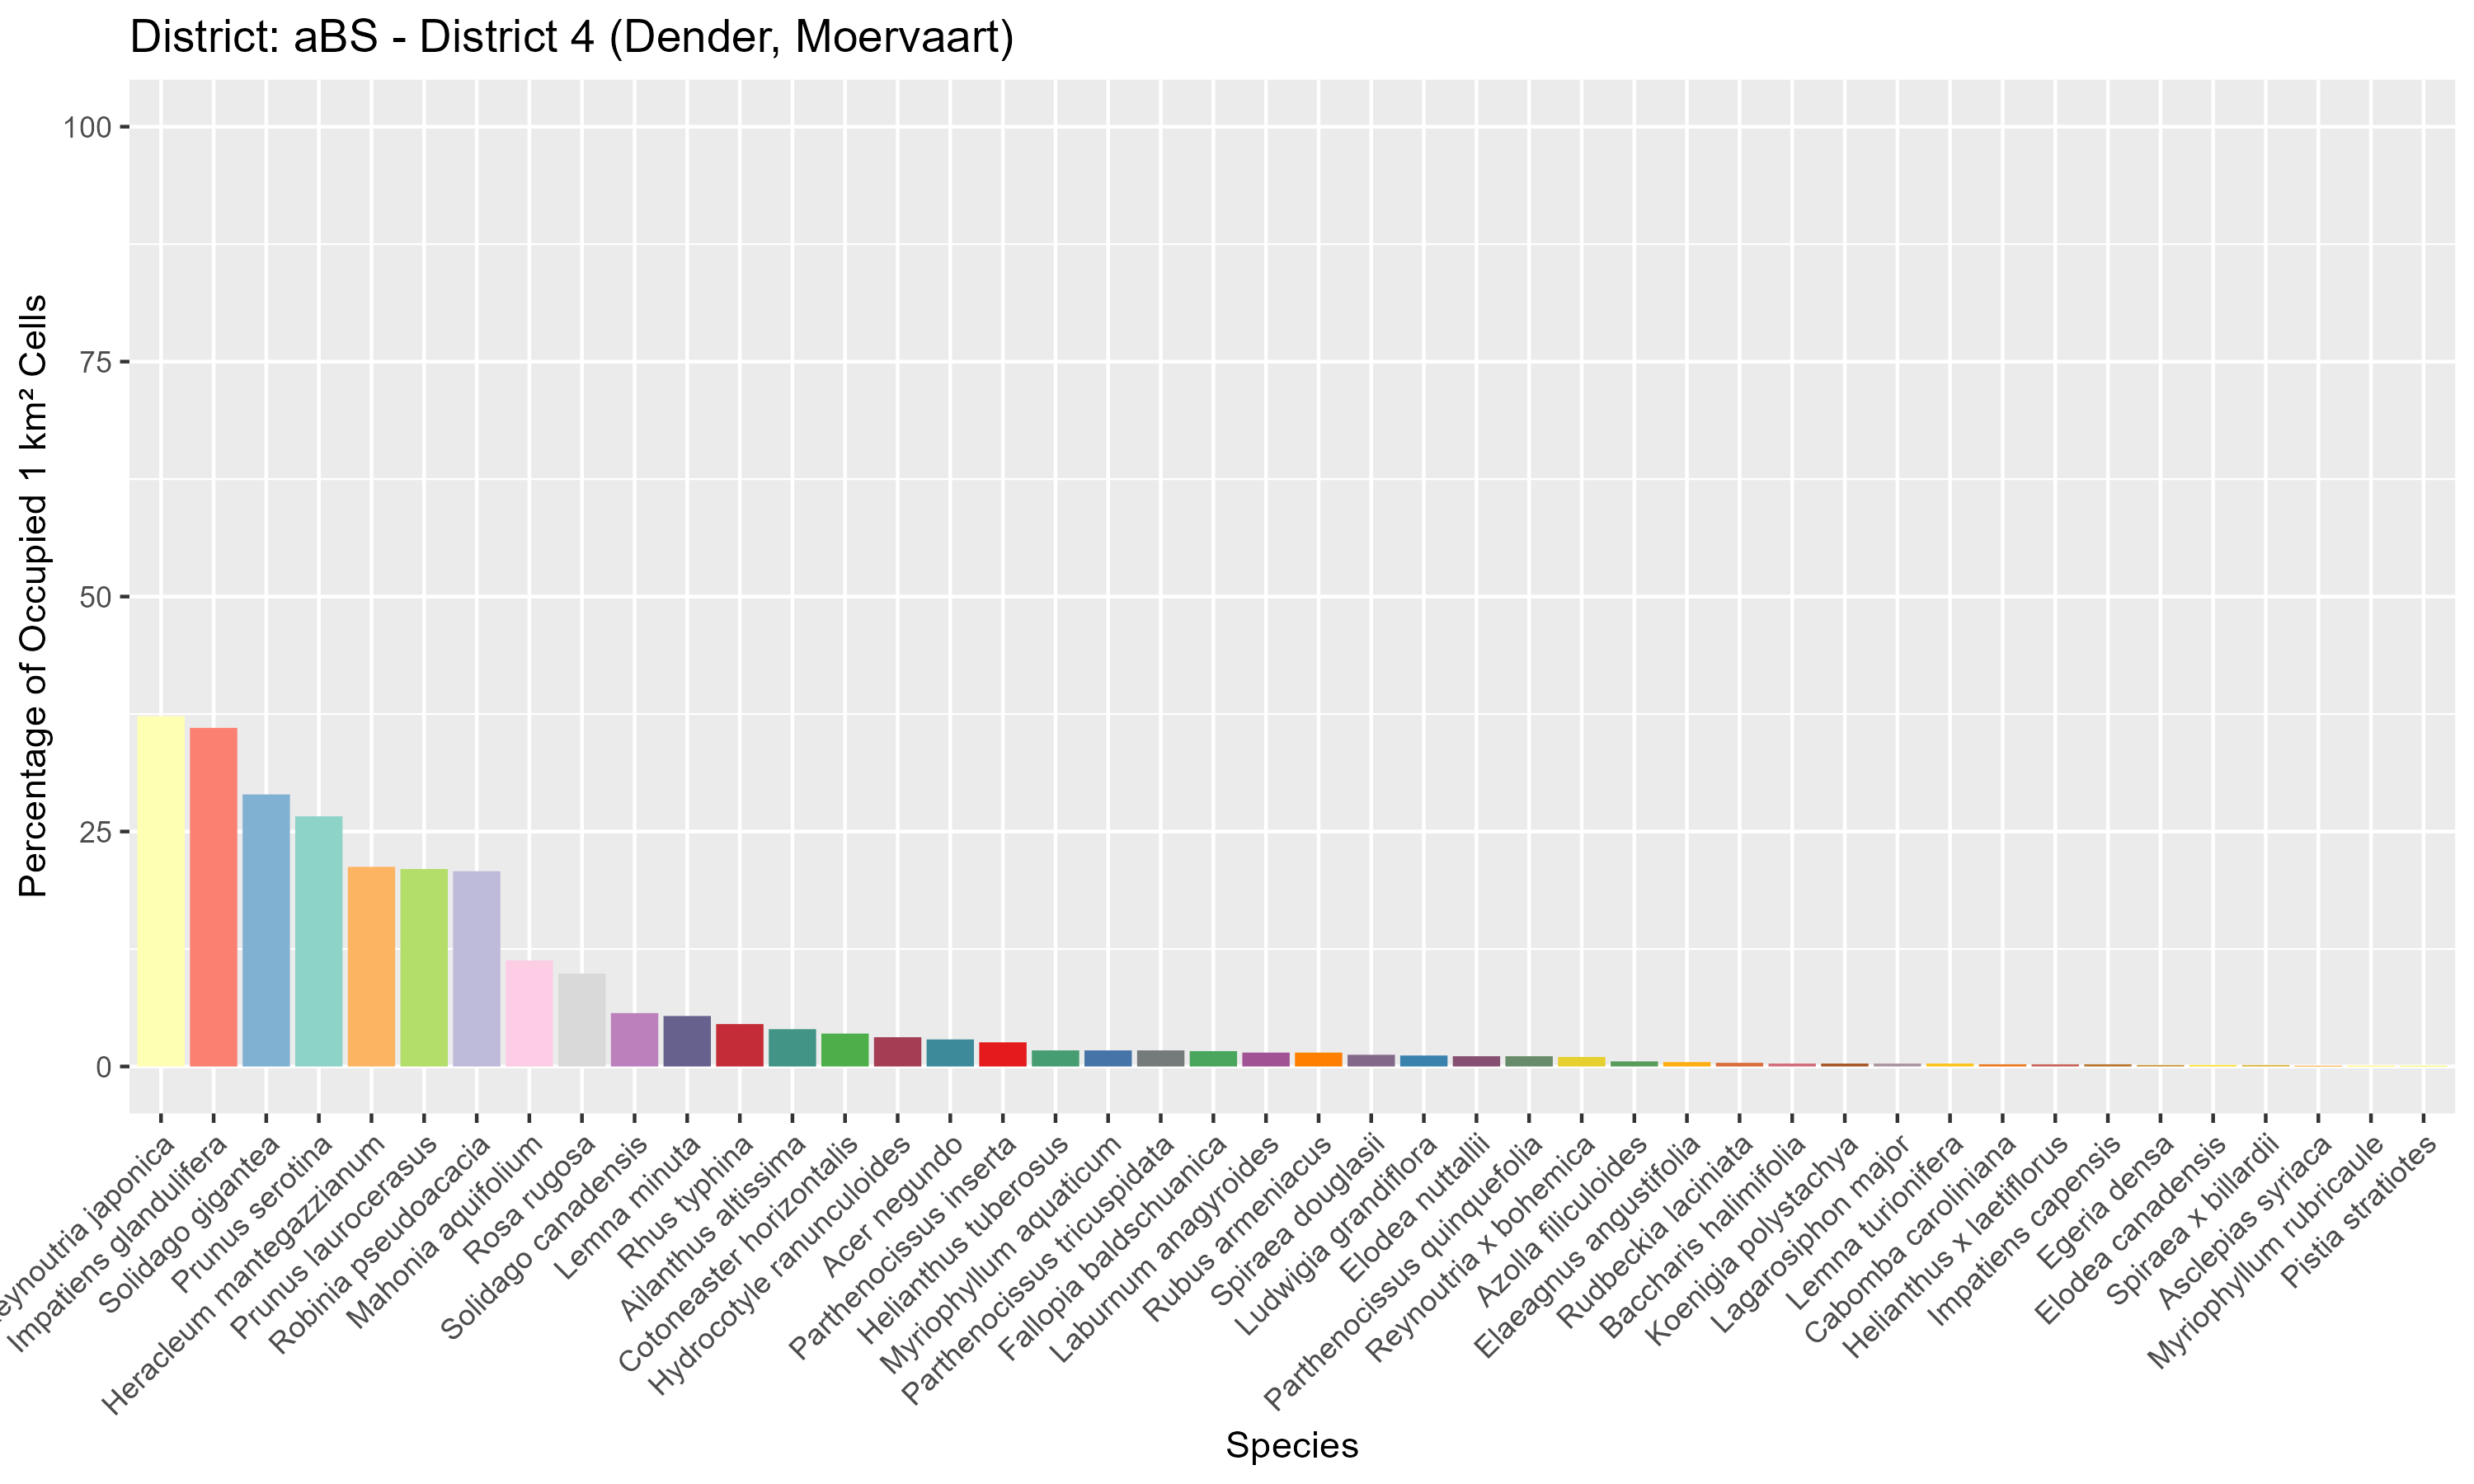 District: aBS - District 4 (Dender, Moervaart)
Percentage of Occupied 1 km² Cells
100
75
50
25
0
eynoutria japonica
Impatiens glandulifera
Solidago gigantea
Prunus serotina
Heracleum mantegazzianum
Prunus laurocerasus
Robinia pseudoacacia
Mahonia aquifolium
Rosa rugosa
Solidago canadensis
Lemna minuta
Rhus typhina
Ailanthus altissima
Cotoneaster horizontalis
Hydrocotyle ranunculoides
Acer negundo
Parthenocissus inserta
Helianthus tuberosus
Myriophyllum aquaticum
Parthenocissus tricuspidata
Fallopia baldschuanica
Laburnum anagyroides
Rubus armeniacus
Spiraea douglasii
Ludwigia grandiflora
Elodea nuttallii
Parthenocissus quinquefolia
Reynoutria x bohemica
Azolla filiculoides
Elaeagnus angustifolia
Rudbeckia laciniata
Baccharis halimifolia
Koenigia polystachya
Lagarosiphon major
Lemna turionifera
Cabomba caroliniana
Helianthus x laetiflorus
Impatiens capensis
Egeria densa
Elodea canadensis
Spiraea x billardii
Asclepias syriaca
Myriophyllum rubricaule
Pistia stratiotes
Species